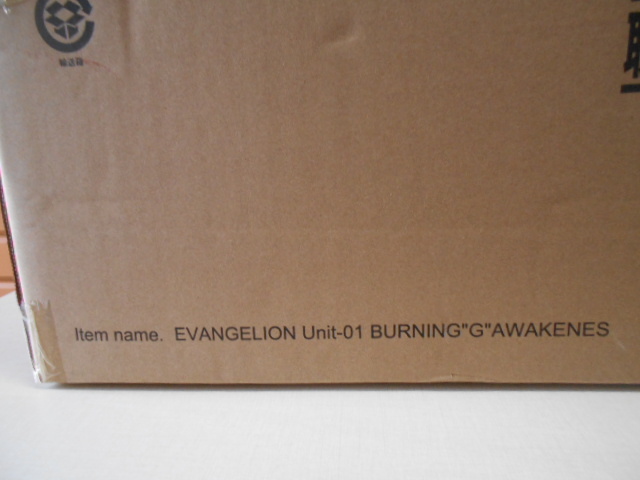 Item name. EVANGELION Unit-01 BURNING"G"AWAKENES